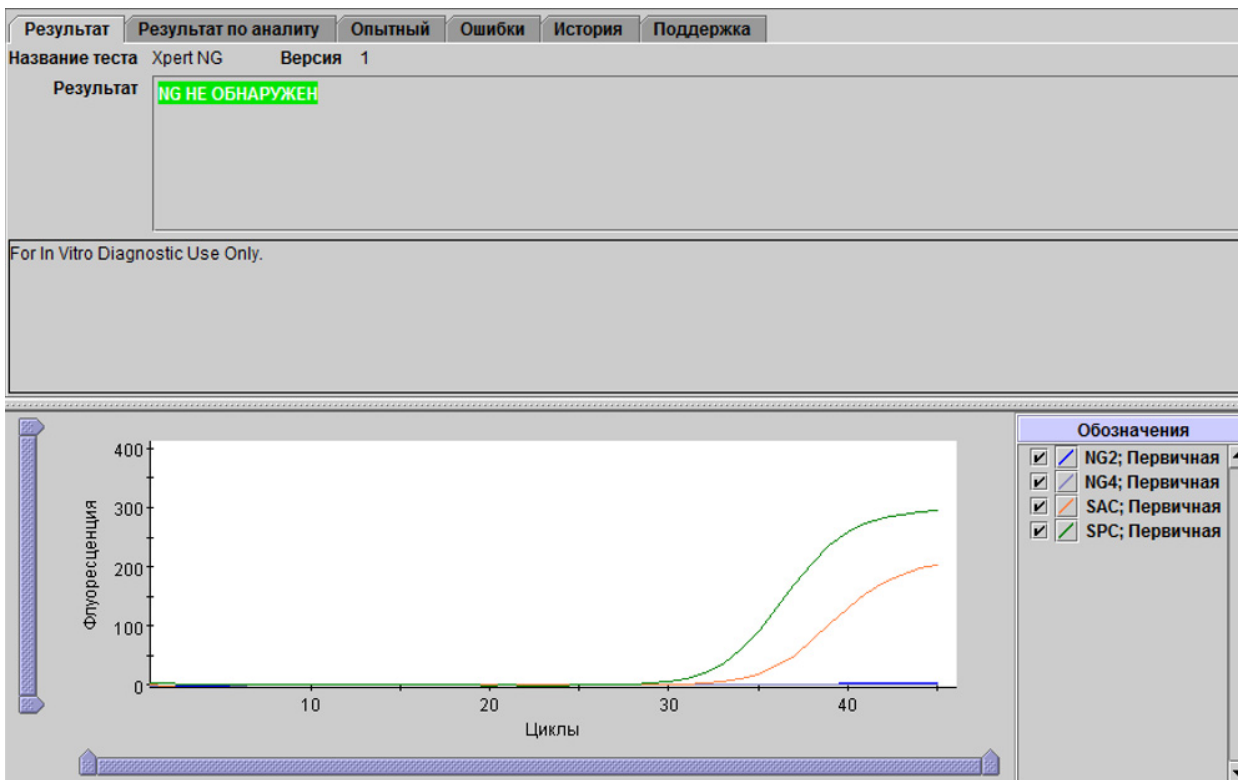 Результат Результат по аналиту Опытный Ошибки История Поддержка
Название теста Xpert NG Версия 1
Результат NG НЕ ОБНАРУЖЕН
For In Vitro Diagnostic Use Only.
Обозначения
NG2; Первичная
NG4; Первичная
SAC; Первичная
SPC; Первичная
Флуоресценция
400
300
200
100
0
10 20 30 40
Циклы